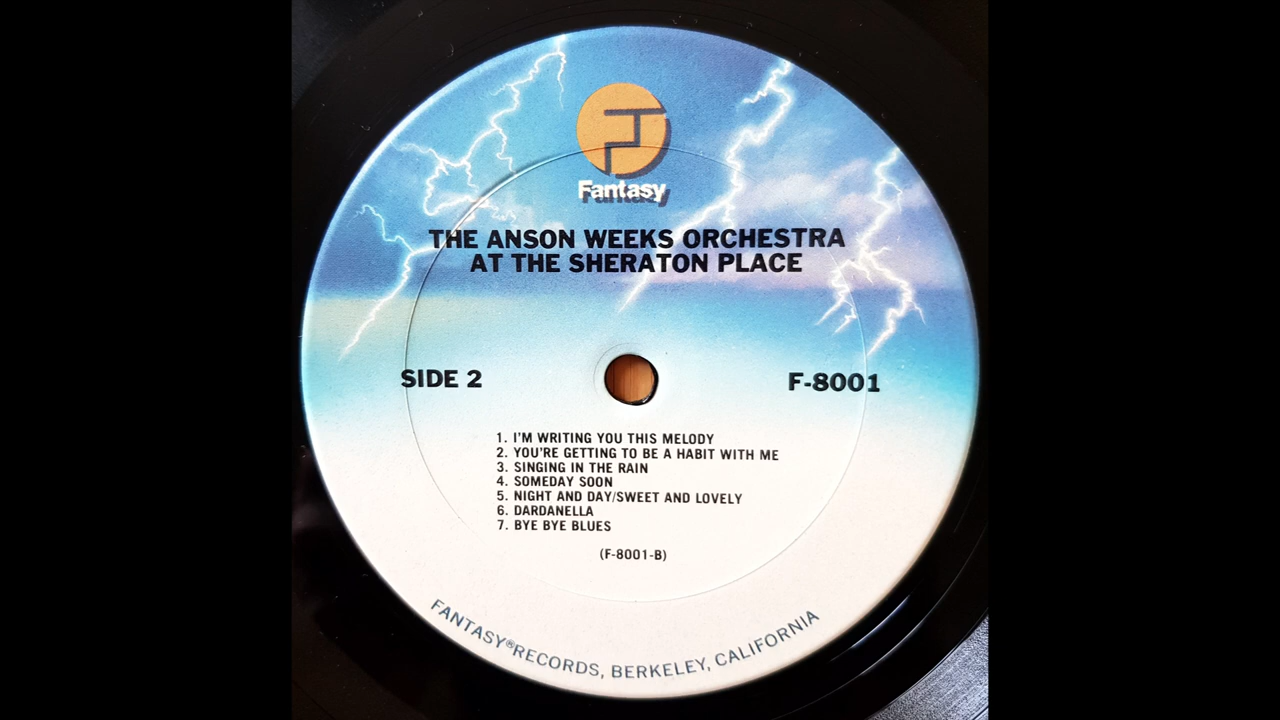 Fantasy
THE ANSON WEEKS ORCHESTRA
AT THE SHERATON PLACE
SIDE 2
F-8001
1. I'M WRITING YOU THIS MELODY
2. YOU'RE GETTING TO BE A HABIT WITH ME
3. SINGING IN THE RAIN
4. SOMEDAY SOON
5. NIGHT AND DAY/SWEET AND LOVELY
6. DARDANELLA
7. BYE BYE BLUES
(F-8001-B)
FANTASY® RECORDS, BERKELEY, CALIFORNIA